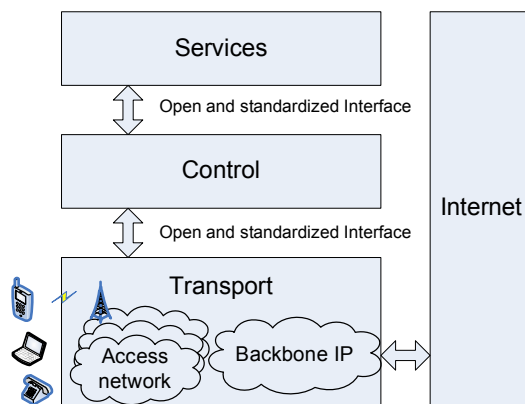 Services
Open and standardized Interface
Control
Open and standardized Interface
Internet
Transport
Access
network
Backbone IP